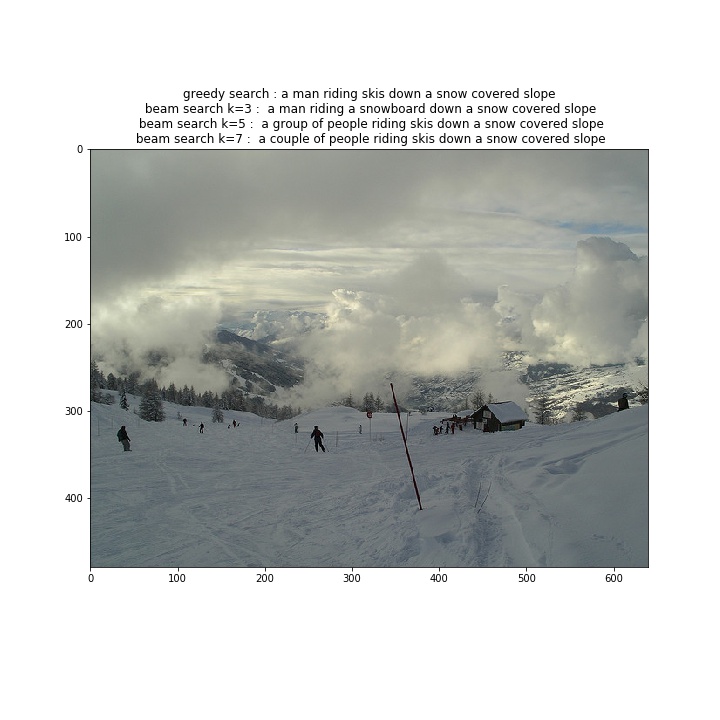 greedy search : a man riding skis down a snow covered slope
beam search k=3 :  a man riding a snowboard down a snow covered slope
beam search k=5 :  a group of people riding skis down a snow covered slope
beam search k=7 :  a couple of people riding skis down a snow covered slope
0
100
200
300
400
0 100 200 300 400 500 600